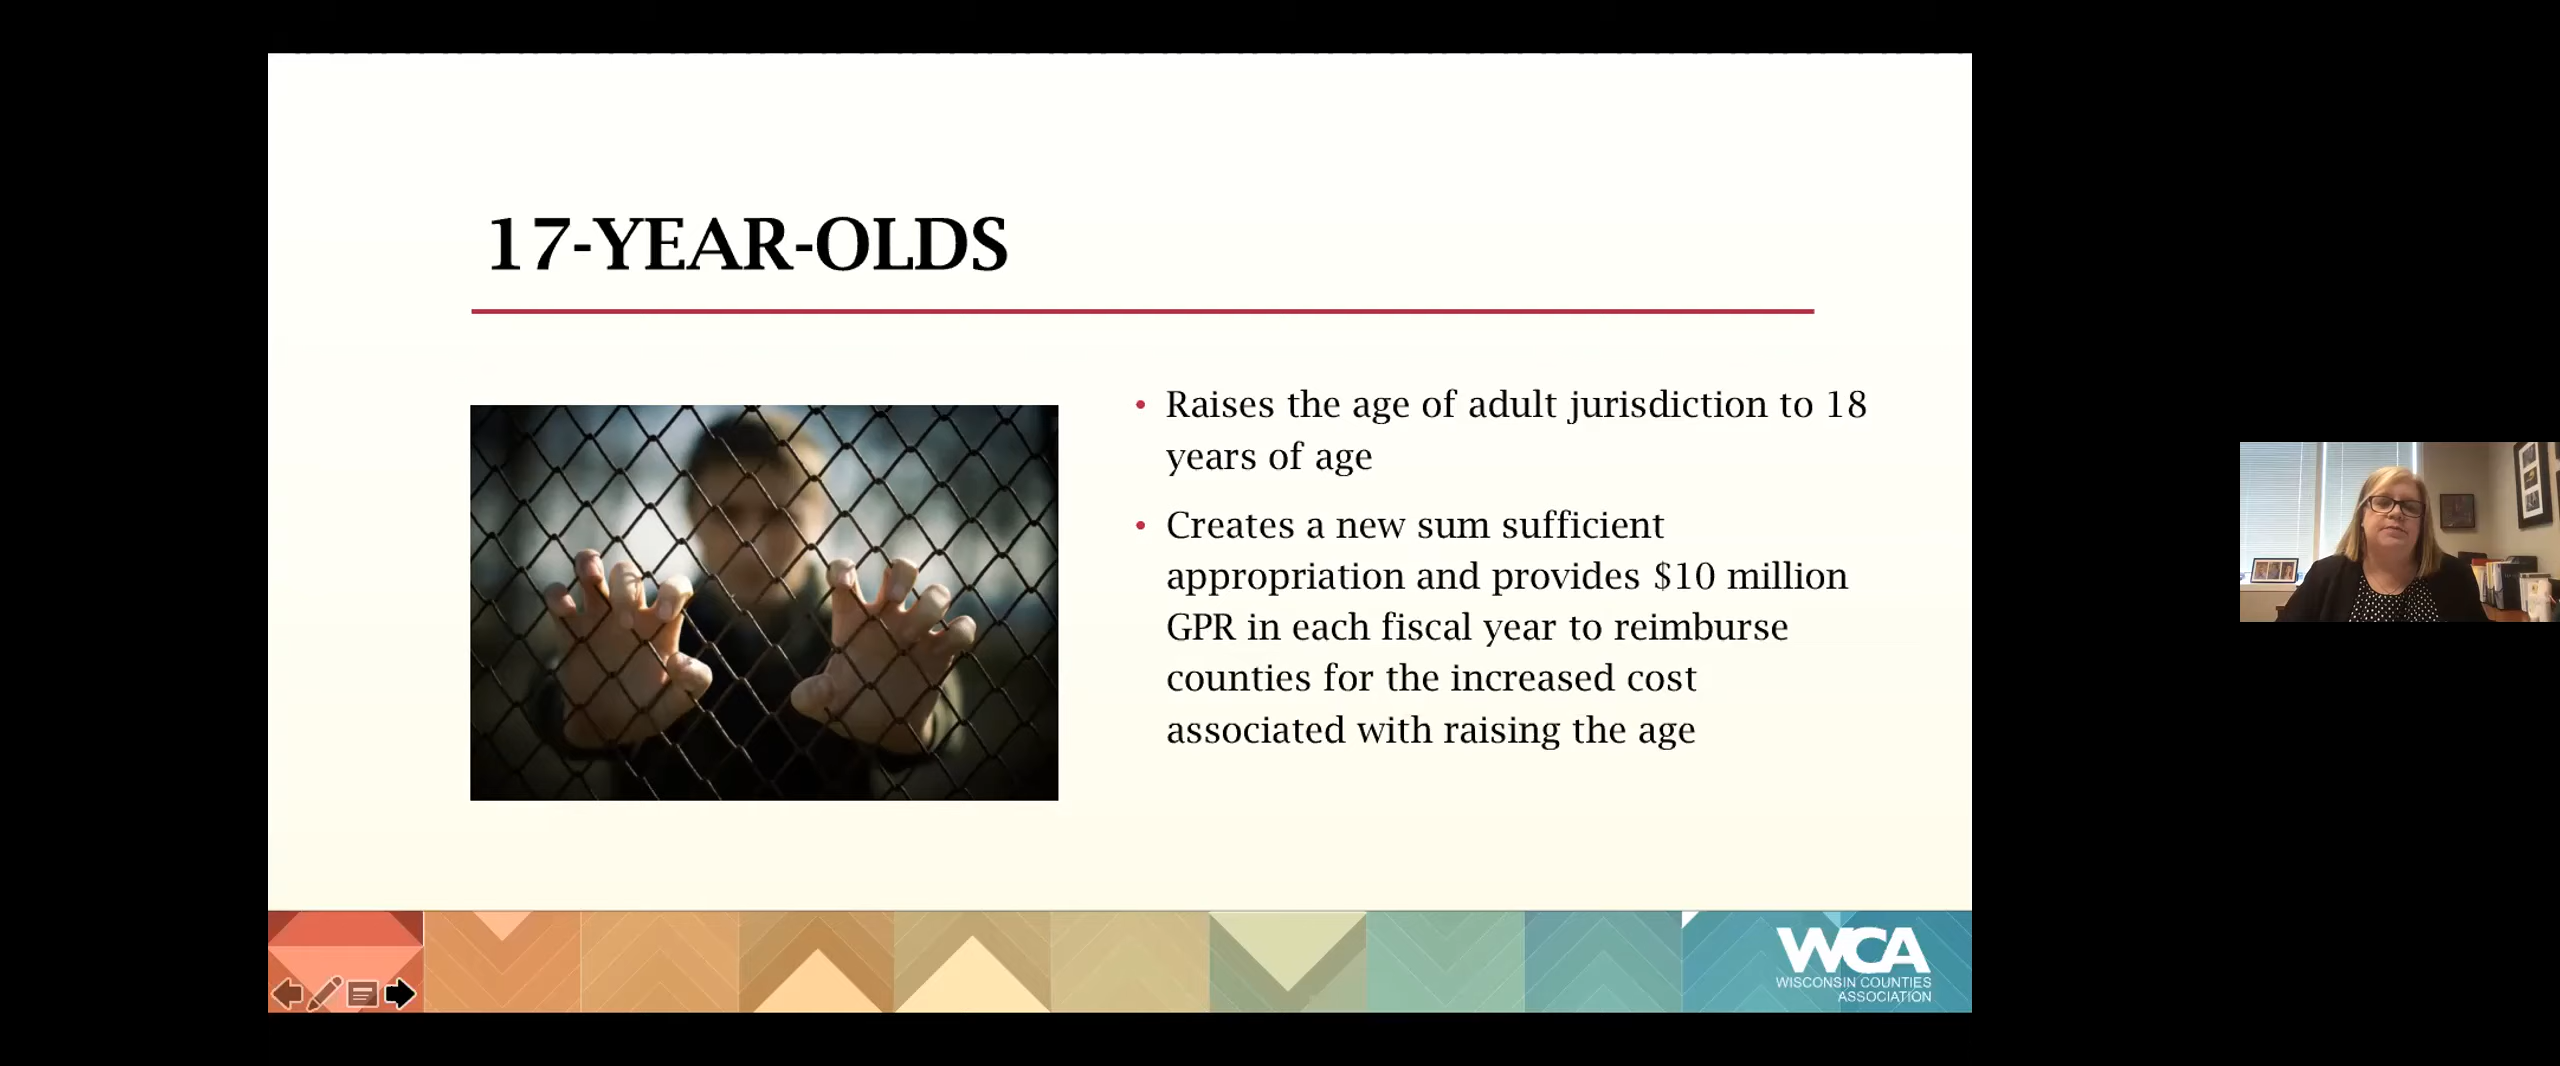 17-YEAR-OLDS
• Raises the age of adult jurisdiction to 18
years of age
• Creates a new sum sufficient
appropriation and provides $10 million
GPR in each fiscal year to reimburse
counties for the increased cost
associated with raising the age
WCA
WISCONSIN COUNTIES
ASSOCIATION